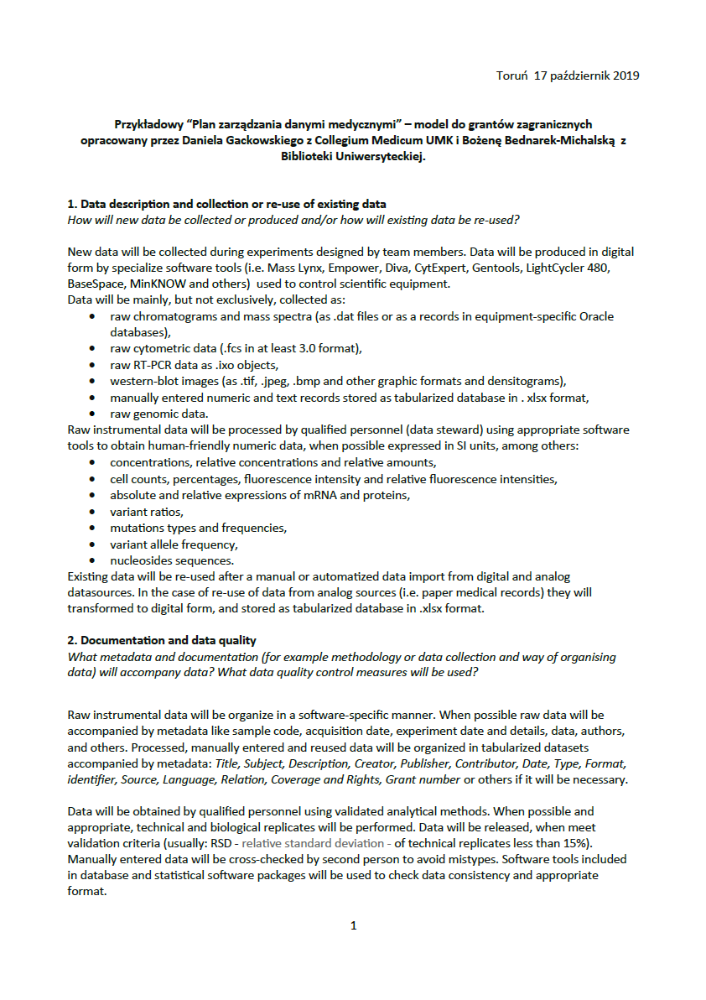 Toruń 17 październik 2019
Przykładowy “Plan zarządzania danymi medycznymi” – model do grantów zagranicznych
opracowany przez Daniela Gackowskiego z Collegium Medicum UMK i Bożenę Bednarek-Michalską z
Biblioteki Uniwersyteckiej.
1. Data description and collection or re-use of existing data
How will new data be collected or produced and/or how will existing data be re-used?
New data will be collected during experiments designed by team members. Data will be produced in digital
form by specialize software tools (i.e. Mass Lynx, Empower, Diva, CytExpert, Gentools, LightCycler 480,
BaseSpace, MinKNOW and others) used to control scientific equipment.
Data will be mainly, but not exclusively, collected as:
• raw chromatograms and mass spectra (as .dat files or as a records in equipment-specific Oracle
databases),
• raw cytometric data (.fcs in at least 3.0 format),
• raw RT-PCR data as .ixo objects,
• western-blot images (as .tif, .jpeg, .bmp and other graphic formats and densitograms),
• manually entered numeric and text records stored as tabularized database in . xlsx format,
• raw genomic data.
Raw instrumental data will be processed by qualified personnel (data steward) using appropriate software
tools to obtain human-friendly numeric data, when possible expressed in SI units, among others:
• concentrations, relative concentrations and relative amounts,
• cell counts, percentages, fluorescence intensity and relative fluorescence intensities,
• absolute and relative expressions of mRNA and proteins,
• variant ratios,
• mutations types and frequencies,
• variant allele frequency,
• nucleosides sequences.
Existing data will be re-used after a manual or automatized data import from digital and analog
datasources. In the case of re-use of data from analog sources (i.e. paper medical records) they will
transformed to digital form, and stored as tabularized database in .xlsx format.
2. Documentation and data quality
What metadata and documentation (for example methodology or data collection and way of organising
data) will accompany data? What data quality control measures will be used?
Raw instrumental data will be organize in a software-specific manner. When possible raw data will be
accompanied by metadata like sample code, acquisition date, experiment date and details, data, authors,
and others. Processed, manually entered and reused data will be organized in tabularized datasets
accompanied by metadata: Title, Subject, Description, Creator, Publisher, Contributor, Date, Type, Format,
identifier, Source, Language, Relation, Coverage and Rights, Grant number or others if it will be necessary.
Data will be obtained by qualified personnel using validated analytical methods. When possible and
appropriate, technical and biological replicates will be performed. Data will be released, when meet
validation criteria (usually: RSD - relative standard deviation - of technical replicates less than 15%).
Manually entered data will be cross-checked by second person to avoid mistypes. Software tools included
in database and statistical software packages will be used to check data consistency and appropriate
format.
1